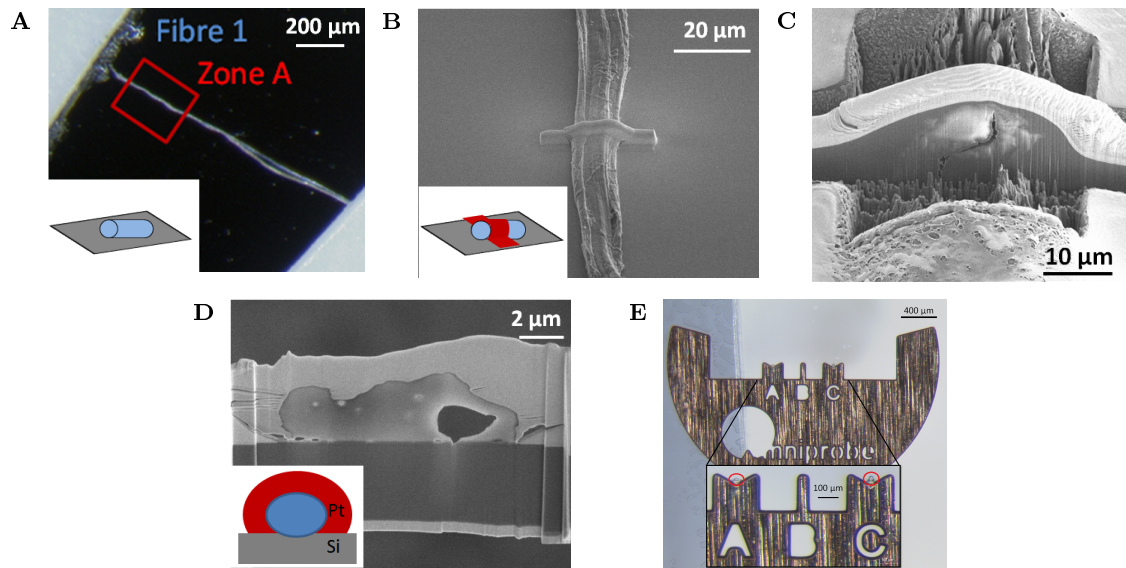 A
Fibre 1
200 µm
Zone A
B
20 µm
C
10 µm
D
2 µm
Pt
Si
E
400 µm
A B C
mniprobe
100 µm
A B C